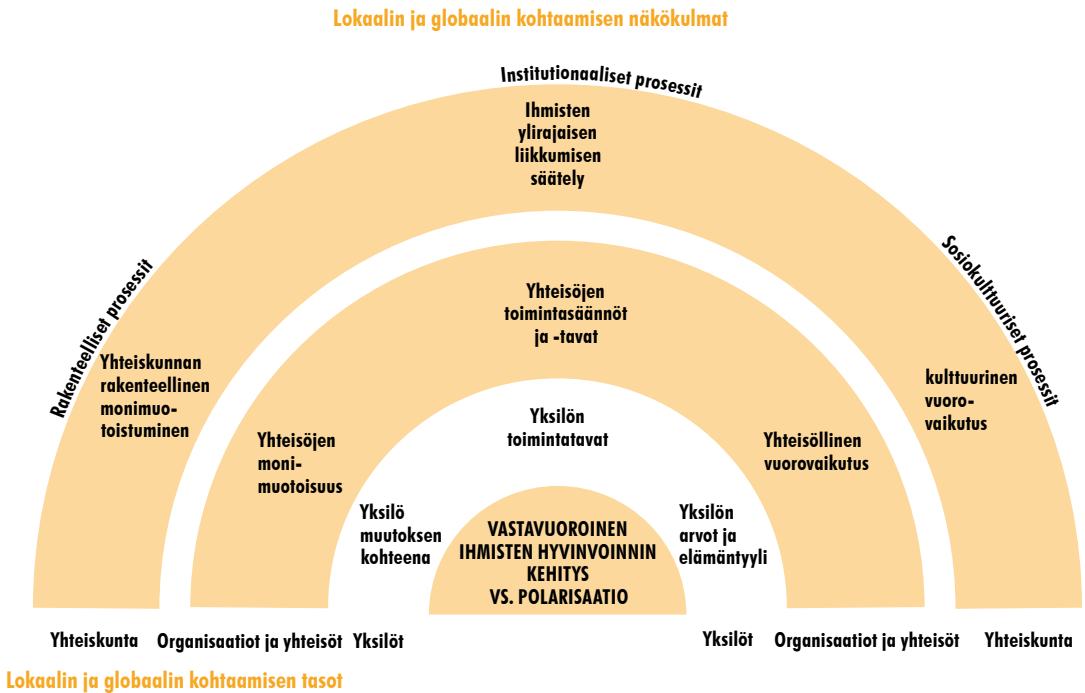 Lokaalin ja globaalin kohtaamisen näkökulmat
Institutionaaliset prosessit
Ihmisten
ylirajaisen
liikkumisen
säätely
Rakenteelliset prosessit
Sosiokulttuuriset prosessit
Yhteiskunnan
rakenteellinen
monimuo-
toistuminen
Yhteisöjen
toimintasäännöt
ja -tavat
kulttuurinen
vuoro-
vaikutus
Yhteisöjen
moni-
muotoisuus
Yksilön
toimintatavat
Yhteisöllinen
vuorovaikutus
Yksilö
muutoksen
kohteena
Yksilön
arvot ja
elämäntyyli
VASTAVUOROINEN
IHMISTEN HYVINVOINNIN
KEHITYS
VS. POLARISAATIO
Yhteiskunta Organisaatiot ja yhteisöt Yksilöt Yksilöt Organisaatiot ja yhteisöt Yhteiskunta
Lokaalin ja globaalin kohtaamisen tasot